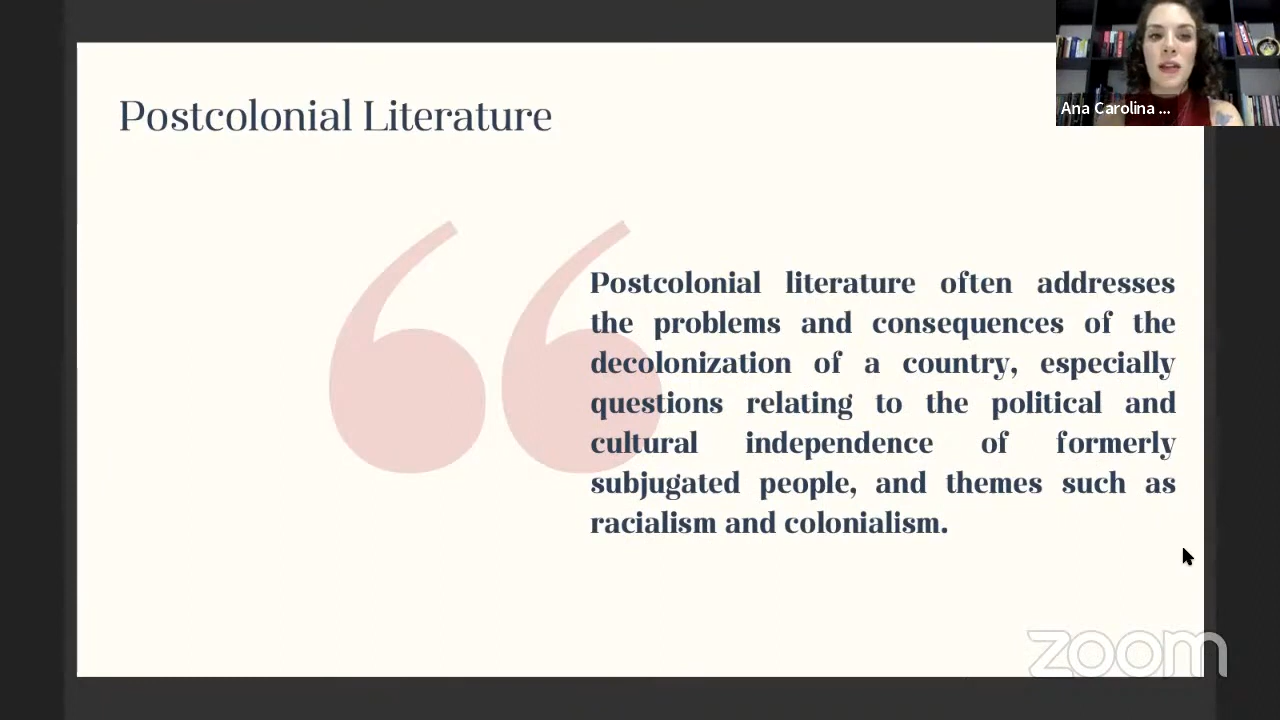 Postcolonial Literature
Ana Carolina ...
Postcolonial literature often addresses
the problems and consequences of the
decolonization of a country, especially
questions relating to the political and
cultural independence of formerly
subjugated people, and themes such as
racialism and colonialism.
zoom